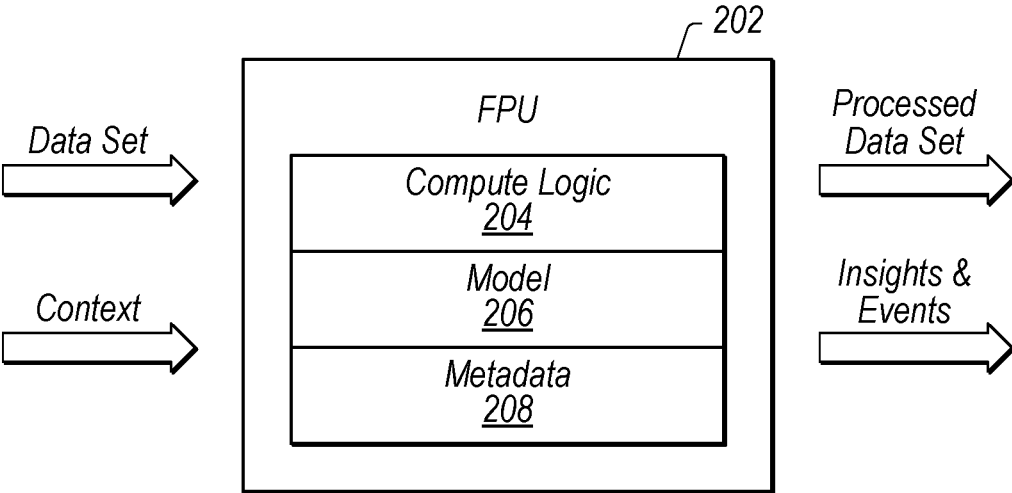 202
FPU
Data Set
Context
Compute Logic
204
Model
206
Metadata
208
Processed
Data Set
Insights &
Events